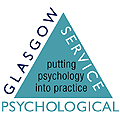 GLASGOW
PSYCHOLOGICAL
SERVICE
putting
psychology
into practice